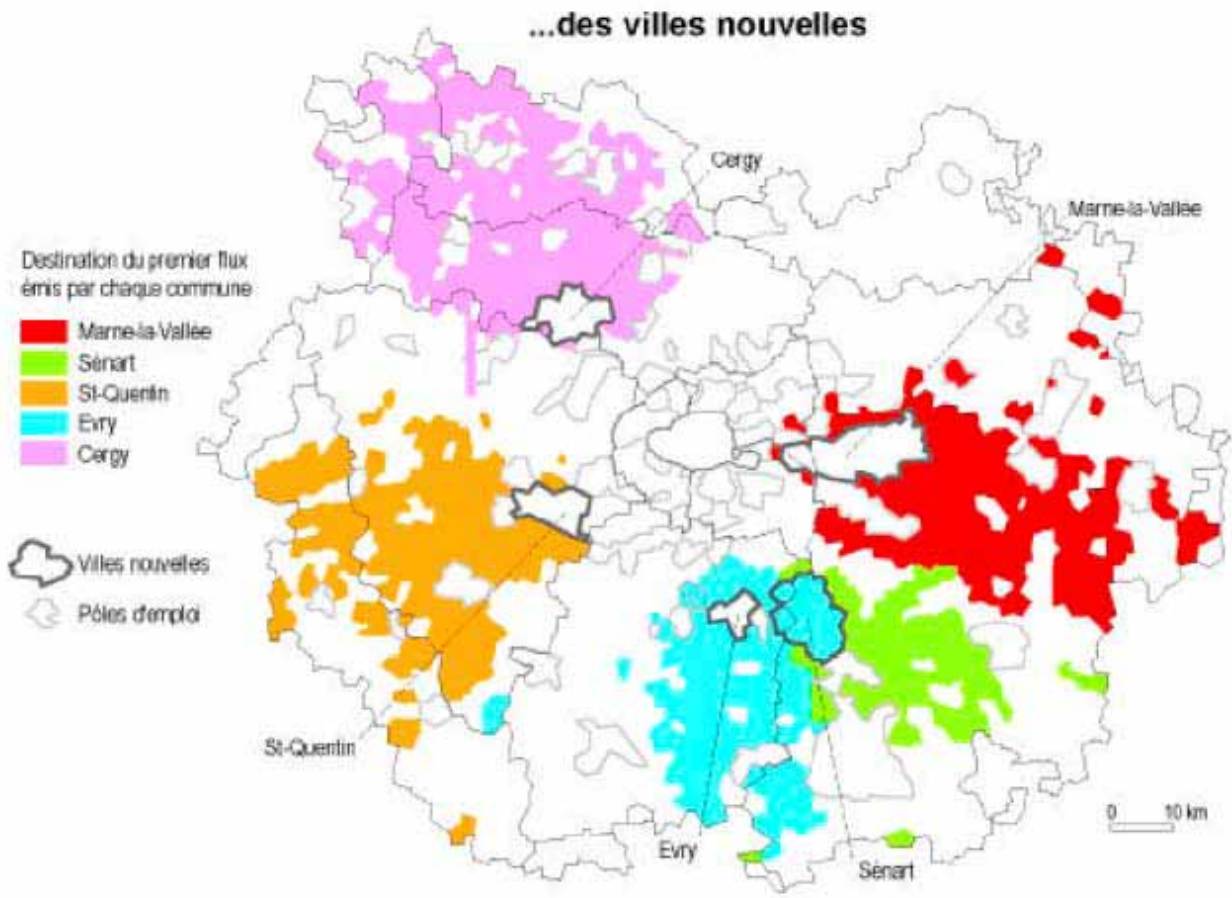 ...des villes nouvelles
Cergy
Marne-la-Vallée
Destination du premier flux
émis par chaque commune
Marne-la-Vallée
Sénart
St-Quentin
Evry
Cergy
Villes nouvelles
Pôles d'emploi
St-Quentin
Evry
Sénart
0 10 km